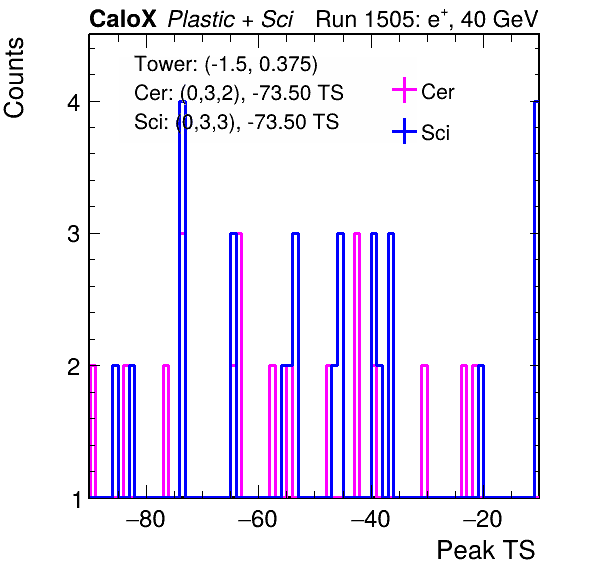 CaloX Plastic + Sci Run 1505: e+, 40 GeV
Counts
Tower: (-1.5, 0.375)
Cer: (0,3,2), -73.50 TS
Sci: (0,3,3), -73.50 TS
Cer
Sci
4
3
2
1
−80 −60 −40 −20
Peak TS